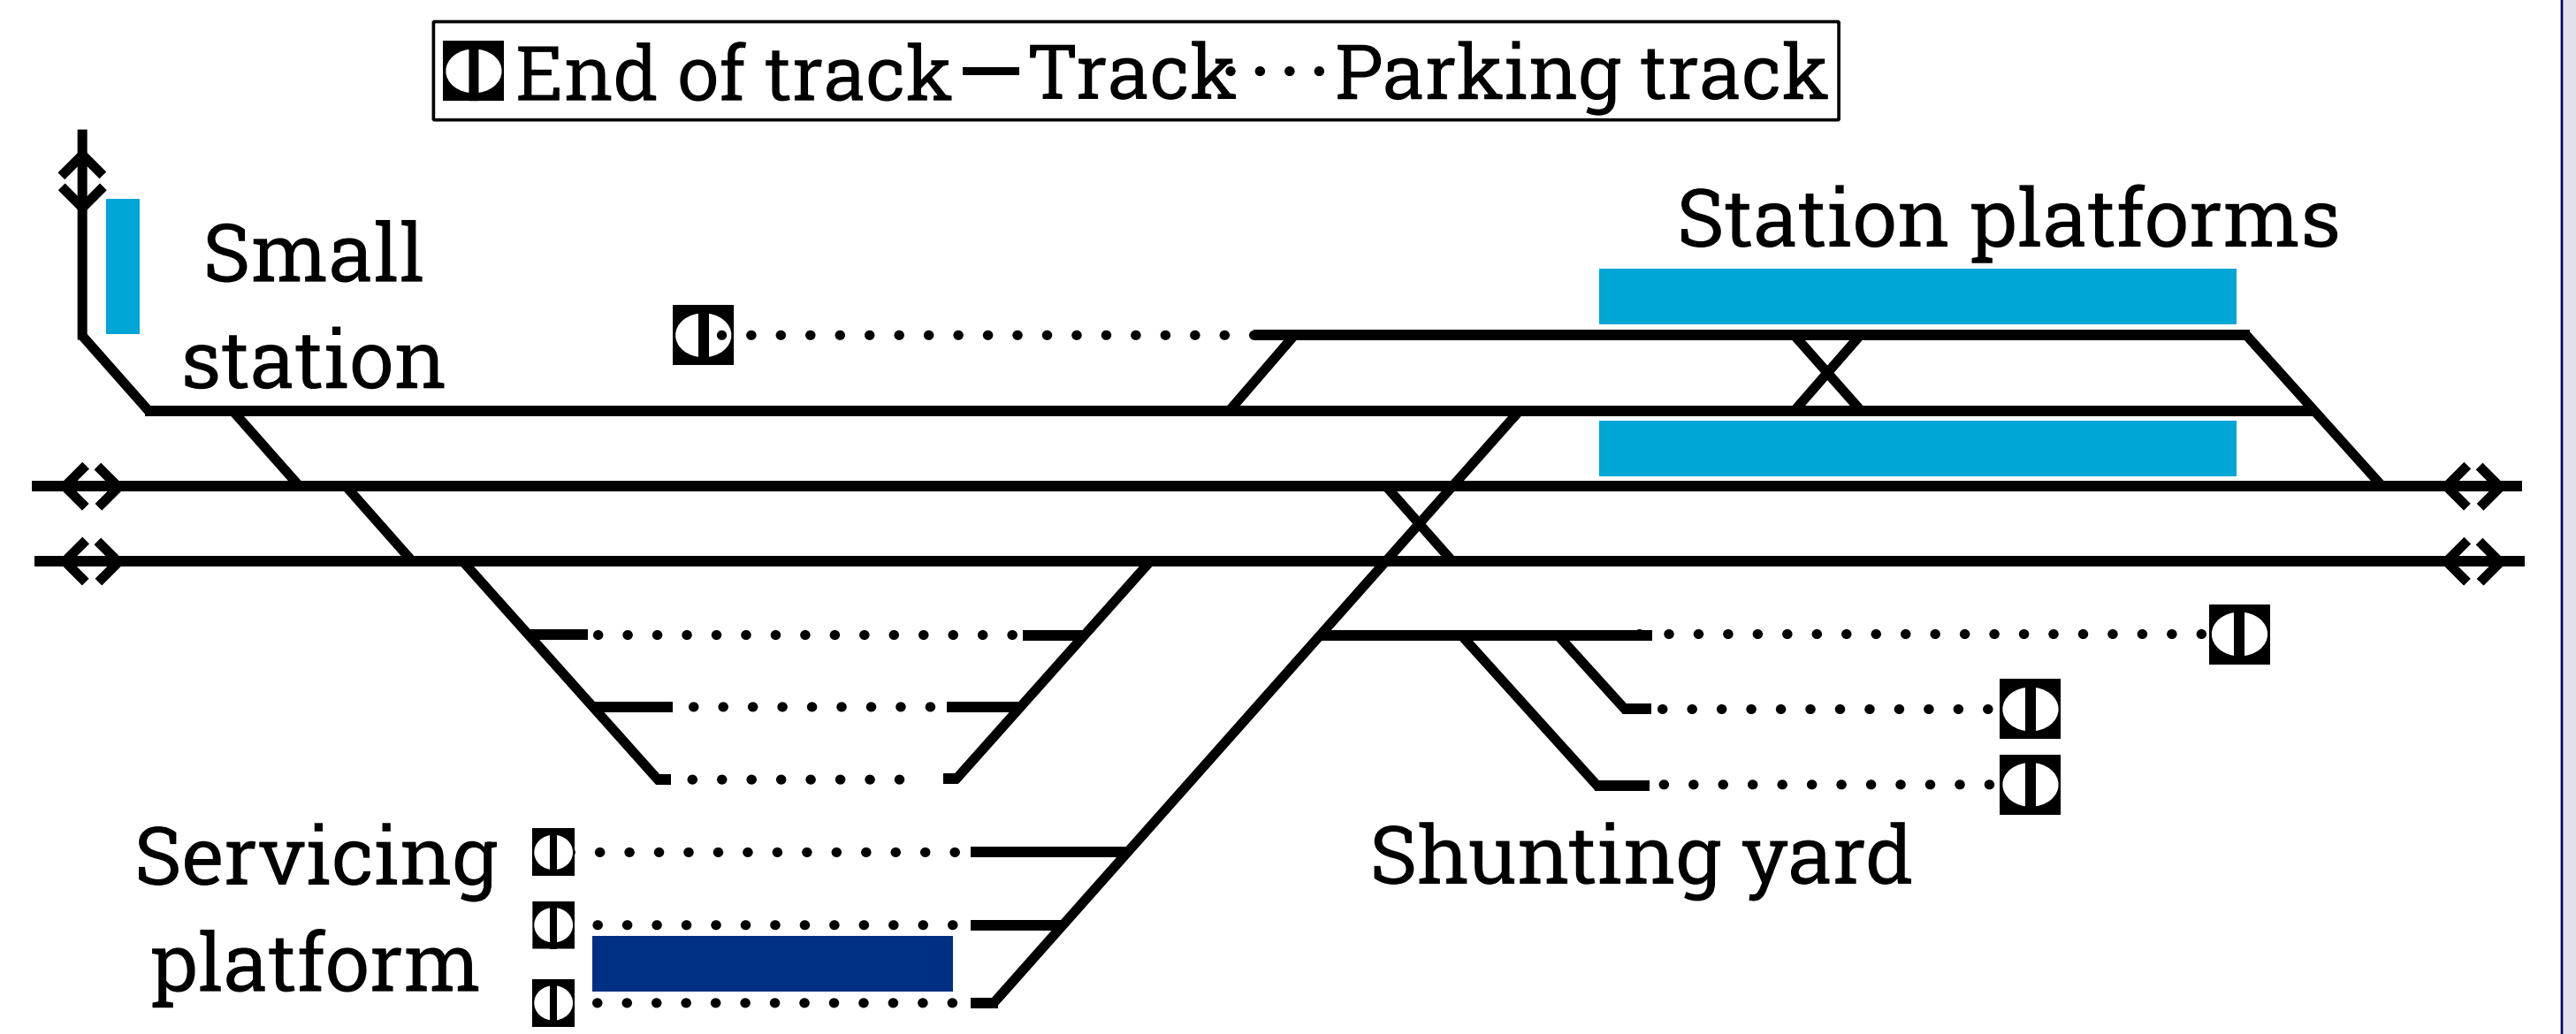 End of track Track Parking track
Station platforms
Small
station
Servicing
platform
Shunting yard